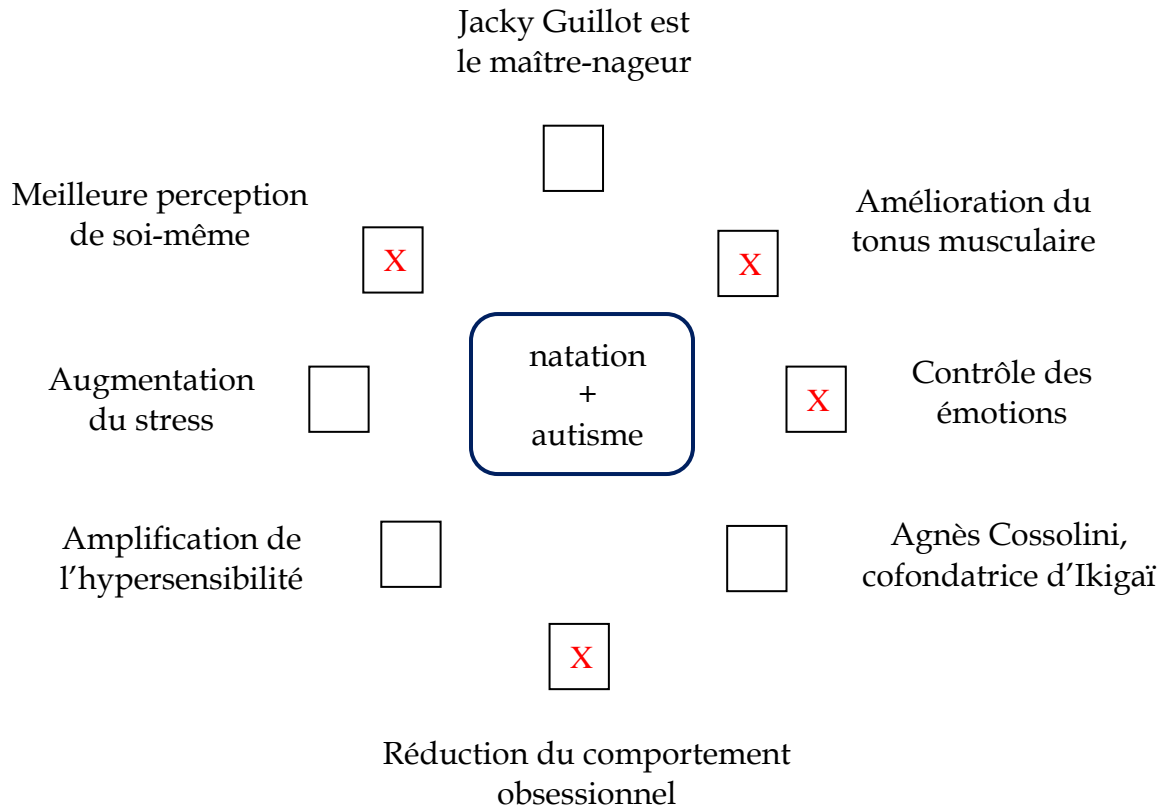 Jacky Guillot est
le maître-nageur
Meilleure perception
de soi-même
X
X
Amélioration du
tonus musculaire
Augmentation
du stress
natation
+
autisme
X
Contrôle des
émotions
Amplification de
l'hypersensibilité
Agnès Cossolini,
cofondatrice d'Ikigaï
X
Réduction du comportement
obsessionnel